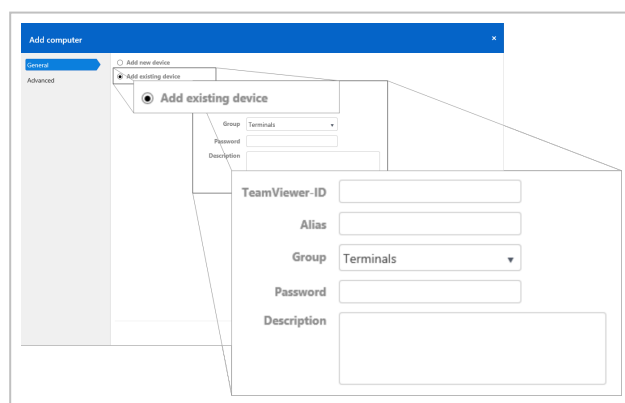 Add computer
×
General
Advanced
Add new device
Add existing device
Add existing device
Group Terminals
Password
Description
TeamViewer-ID
Alias
Group Terminals
Password
Description